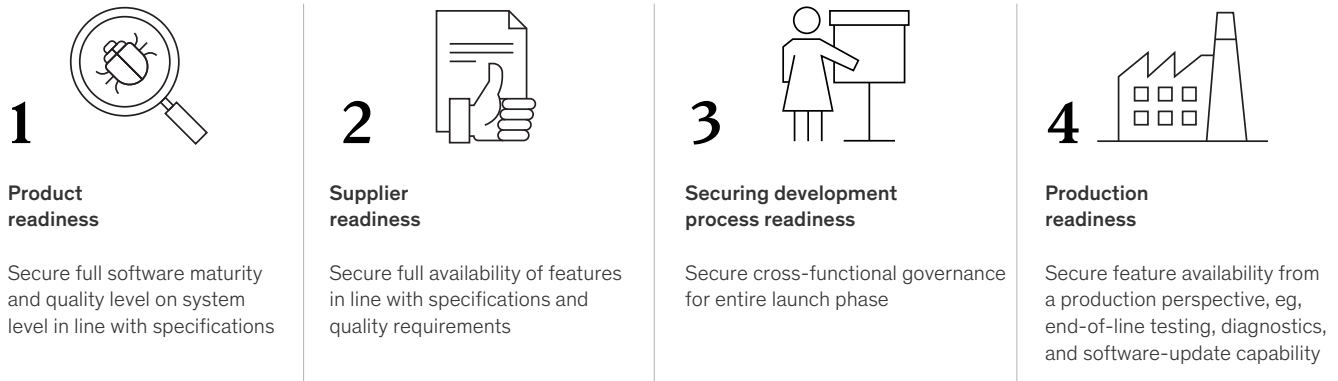 1
Product
readiness
Secure full software maturity
and quality level on system
level in line with specifications
2
Supplier
readiness
Secure full availability of features
in line with specifications and
quality requirements
3
Securing development
process readiness
Secure cross-functional governance
for entire launch phase
4
Production
readiness
Secure feature availability from
a production perspective, eg,
end-of-line testing, diagnostics,
and software-update capability